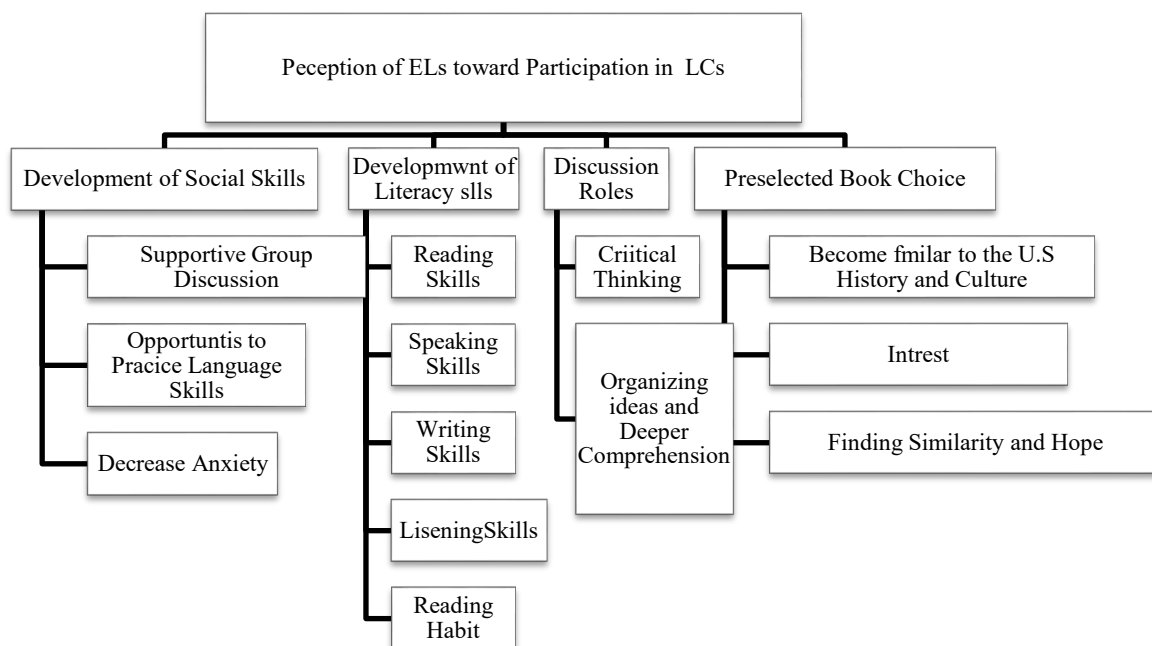 Peception of ELs toward Participation in LCs
Development of Social Skills
Supportive Group
Discussion
Opportuntis to
Pracice Language
Skills
Decrease Anxiety
Developmwnt of
Literacy slls
Reading
Skills
Speaking
Skills
Writing
Skills
LiseningSkills
Reading
Habit
Discussion
Roles
Criitical
Thinking
Organizing
ideas and
Deeper
Comprehension
Preselected Book Choice
Become fmilar to the U.S
History and Culture
Intrest
Finding Similarity and Hope